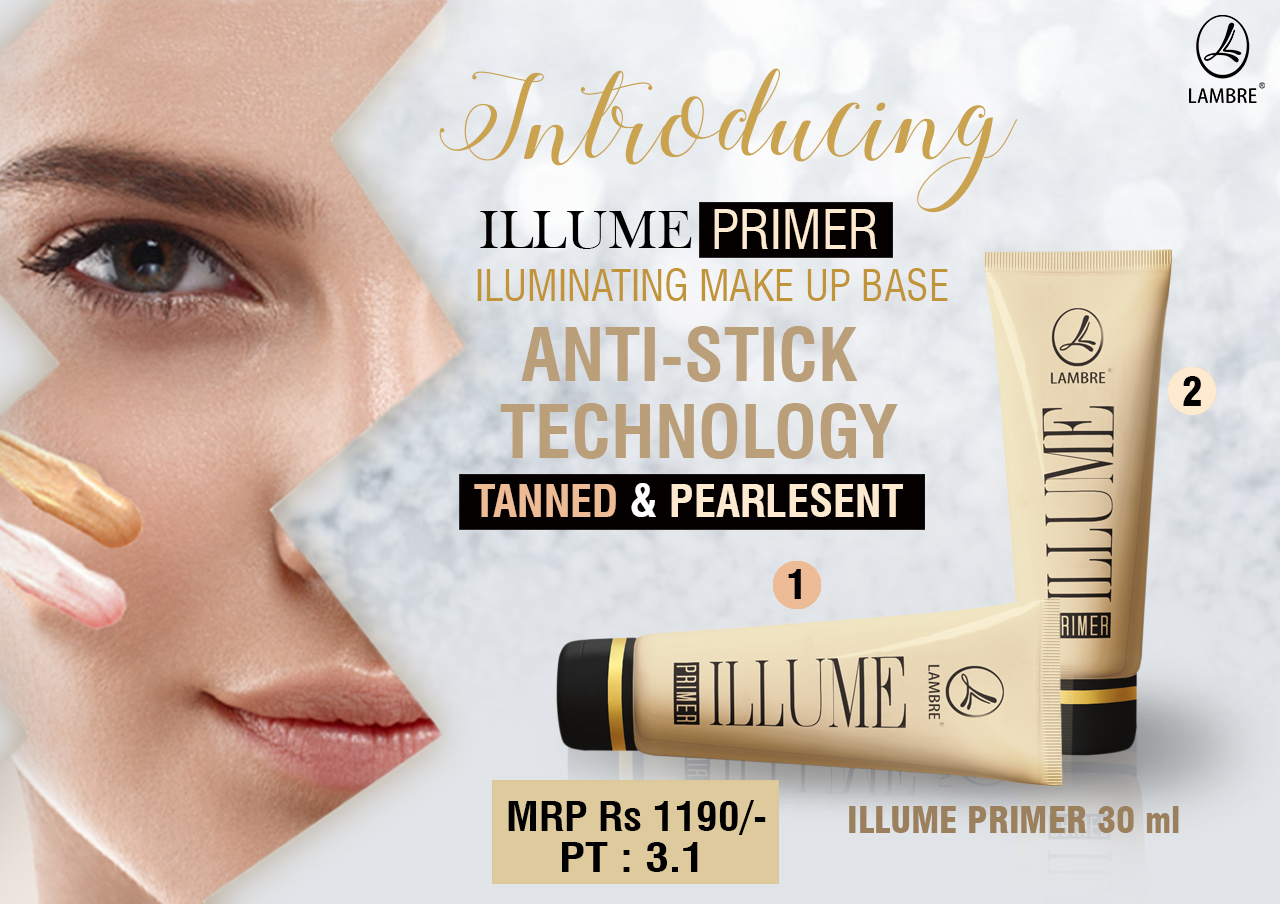 LAMBRE®
Introducing
ILLUME PRIMER
ILUMINATING MAKE UP BASE
ANTI-STICK
TECHNOLOGY
TANNED & PEARLESENT
LAMBRE®
ILLUME
PRIMER
2
1
PRIMER ILLUME LAMBRE®
MRP Rs 1190/-
PT : 3.1
ILLUME PRIMER 30 ml